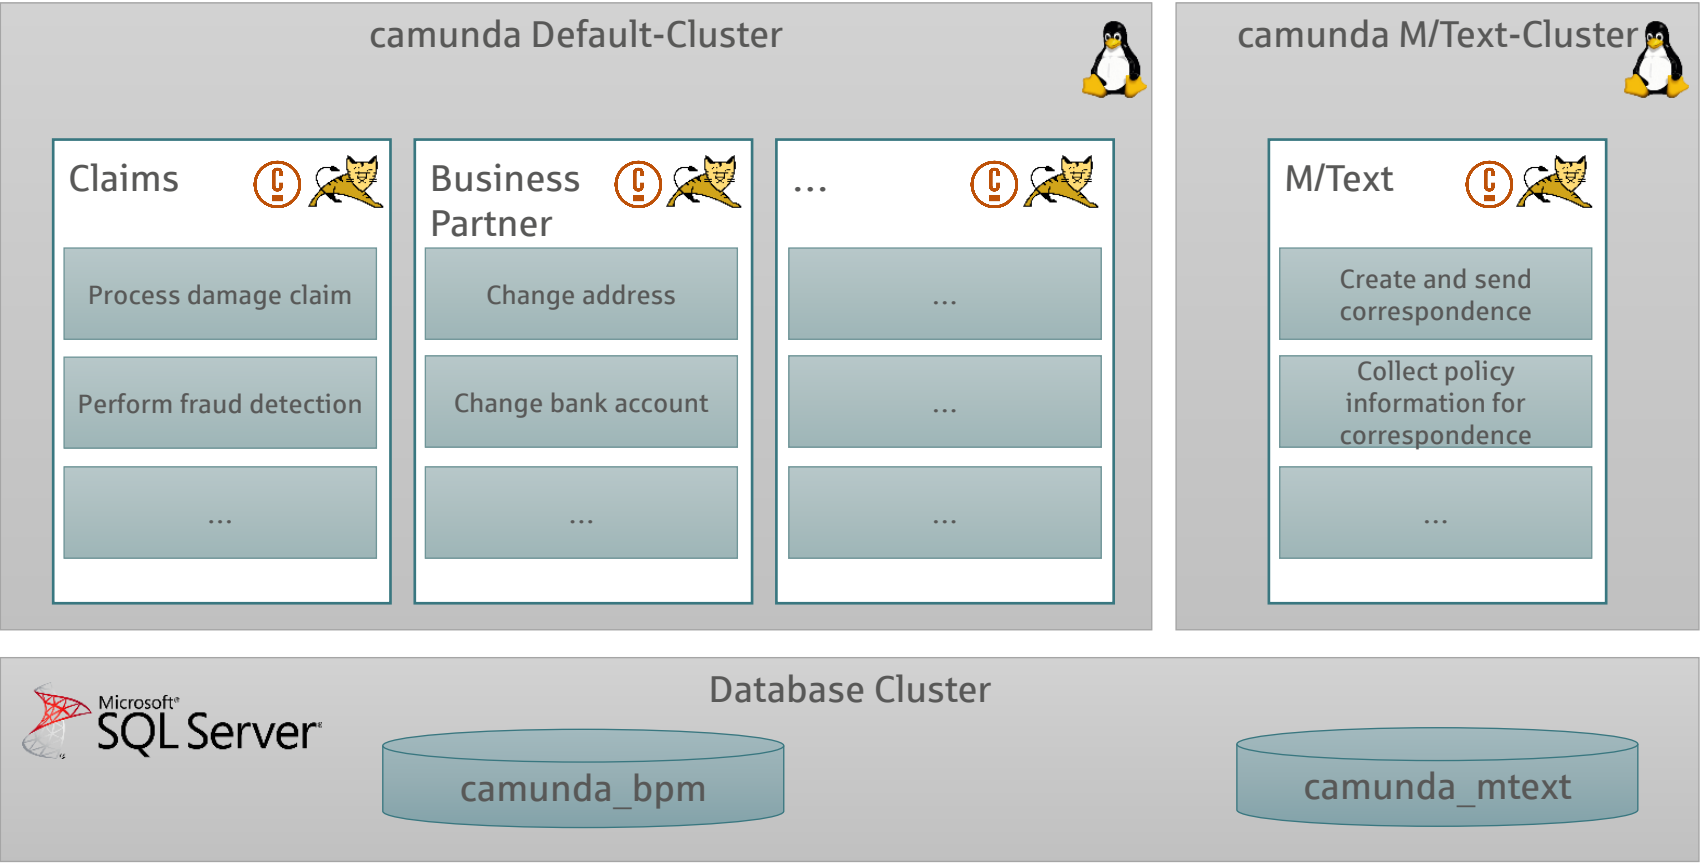 camunda Default-Cluster
camunda M/Text-Cluster
Claims
Business
Partner
...
M/Text
Process damage claim
Change address
...
Create and send
correspondence
Perform fraud detection
Change bank account
...
Collect policy
information for
correspondence
...
...
...
...
Database Cluster
Microsoft®
SQL Server®
camunda_bpm
camunda_mtext